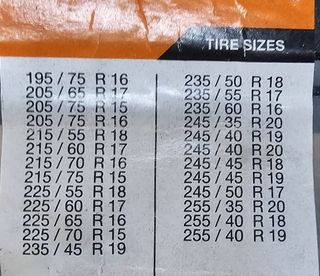 TIRE SIZES
195 / 75 R 16
205 / 65 R 17
205 / 75 R 15
205 / 75 R 16
215 / 55 R 18
215 / 60 R 17
215 / 70 R 16
215 / 75 R 15
225 / 55 R 18
225 / 60 R 17
225 / 65 R 16
225 / 70 R 15
235 / 45 R 19
235 / 50 R 18
235 / 55 R 17
235 / 60 R 16
245 / 35 R 20
245 / 40 R 19
245 / 40 R 20
245 / 45 R 18
245 / 45 R 19
245 / 50 R 17
255 / 35 R 20
255 / 40 R 18
255 / 40 R 19